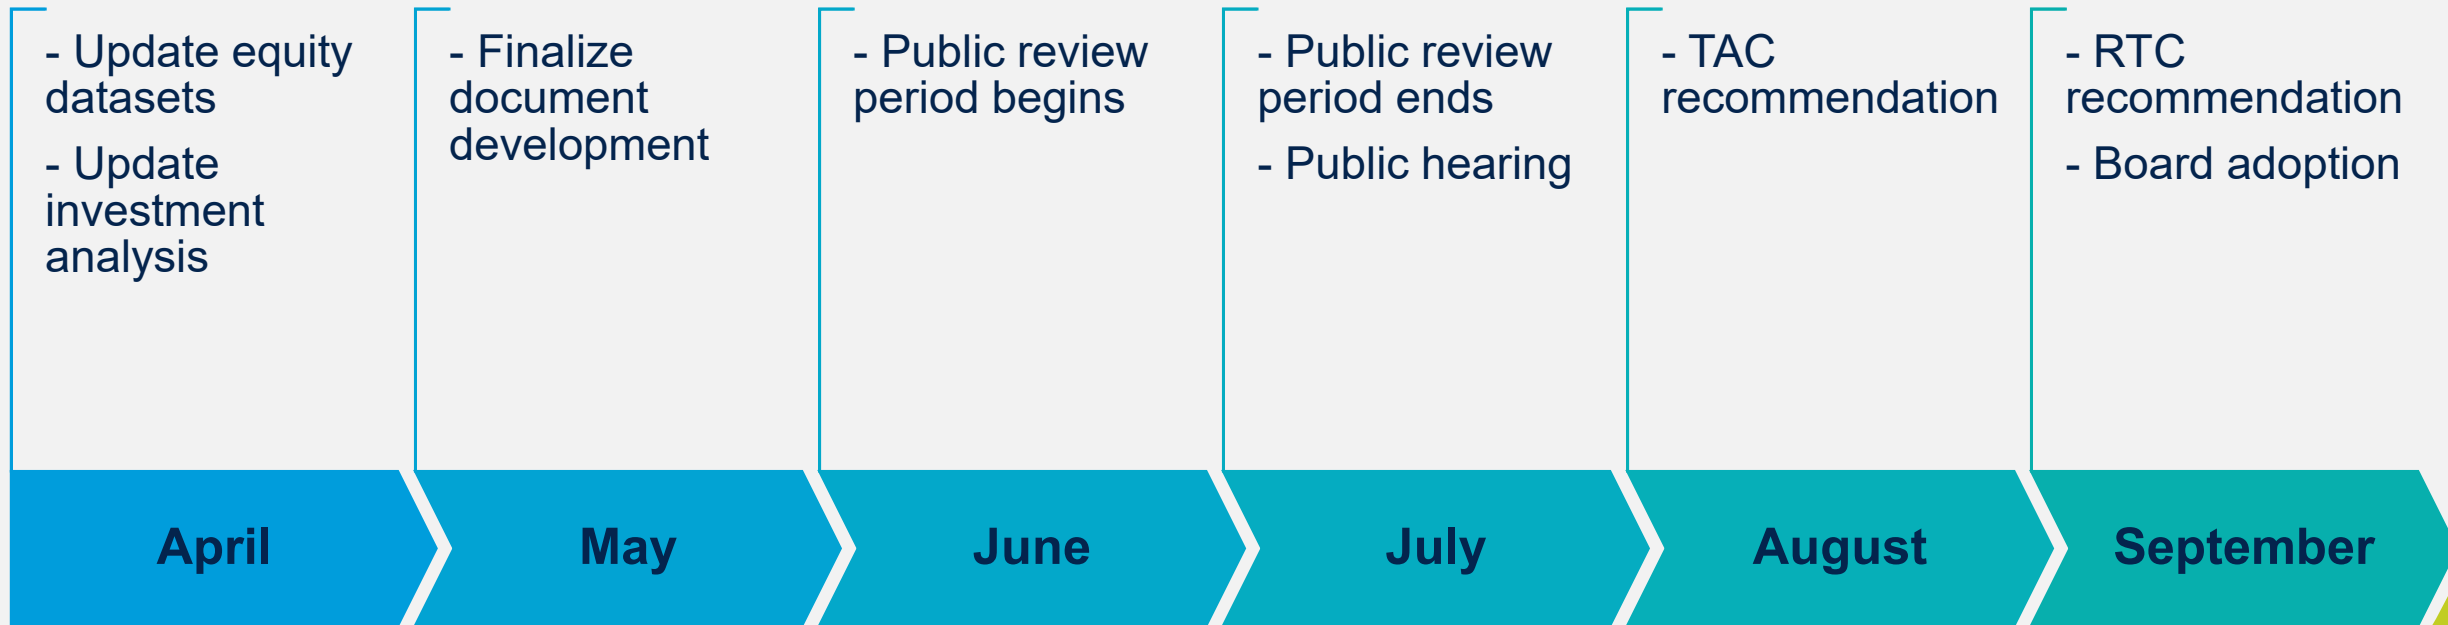 - Update equity
datasets
- Update
investment
analysis
- Finalize
document
development
- Public review
period begins
- Public review
period ends
- Public hearing
- TAC
recommendation
- RTC
recommendation
- Board adoption
April
May
June
July
August
September